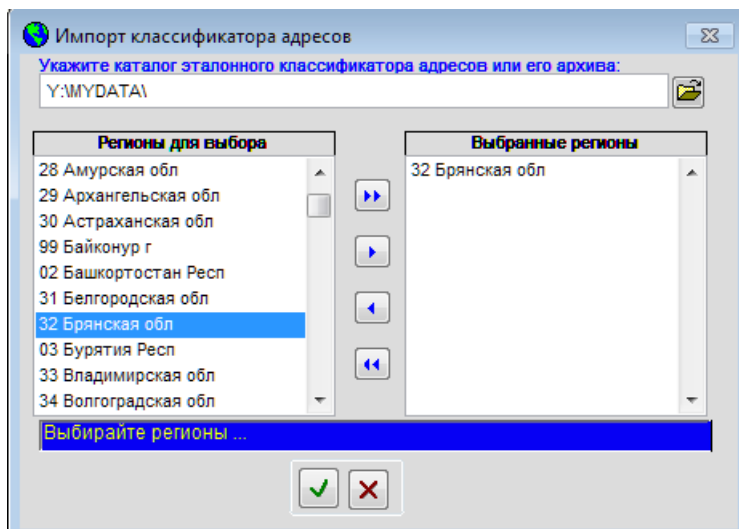 Импорт классификатора адресов
Укажите каталог эталонного классификатора адресов или его архива:
Y:\MYDATA\
Регионы для выбора
28 Амурская обл
29 Архангельская обл
30 Астраханская обл
99 Байконур г
02 Башкортостан Респ
31 Белгородская обл
32 Брянская обл
03 Бурятия Респ
33 Владимирская обл
34 Волгоградская обл
Выбранные регионы
32 Брянская обл
Выбирайте регионы ...